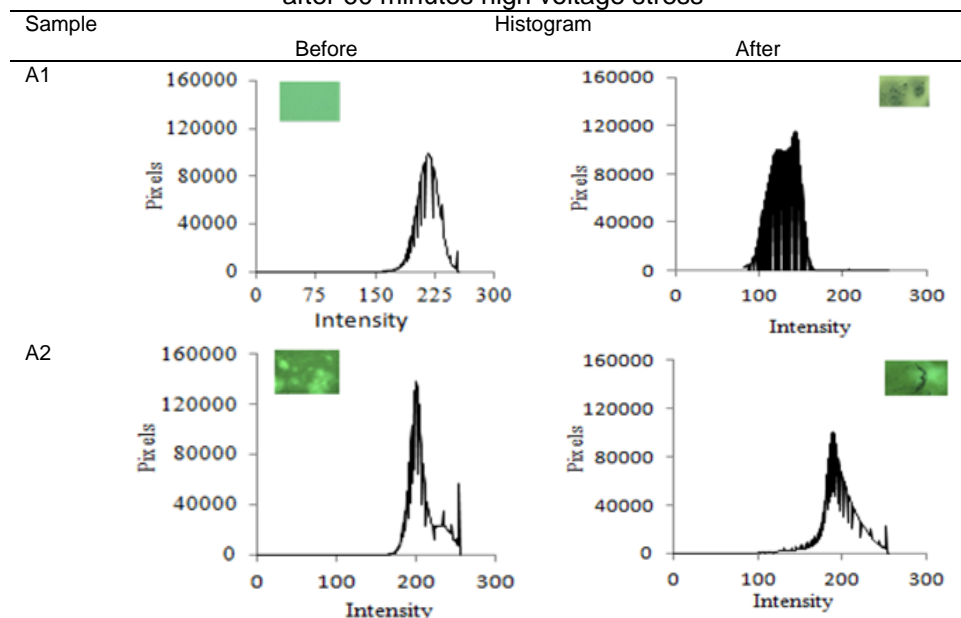 after 60 minutes high voltage stress
Sample Histogram
Before After
A1
160000
120000
80000
40000
0
Pixels
0 75 150 225 300
Intensity
160000
120000
80000
40000
0
Pixels
0 100 200 300
Intensity
A2
160000
120000
80000
40000
0
Pixels
0 100 200 300
Intensity
160000
120000
80000
40000
0
Pixels
0 100 200 300
Intensity